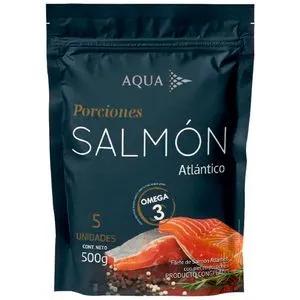 AQUA
Porciones
SALMÓN
Atlántico
OMEGA
3
5
UNIDADES
CONT. NETO
500g
PRODUCTO CONGELADO